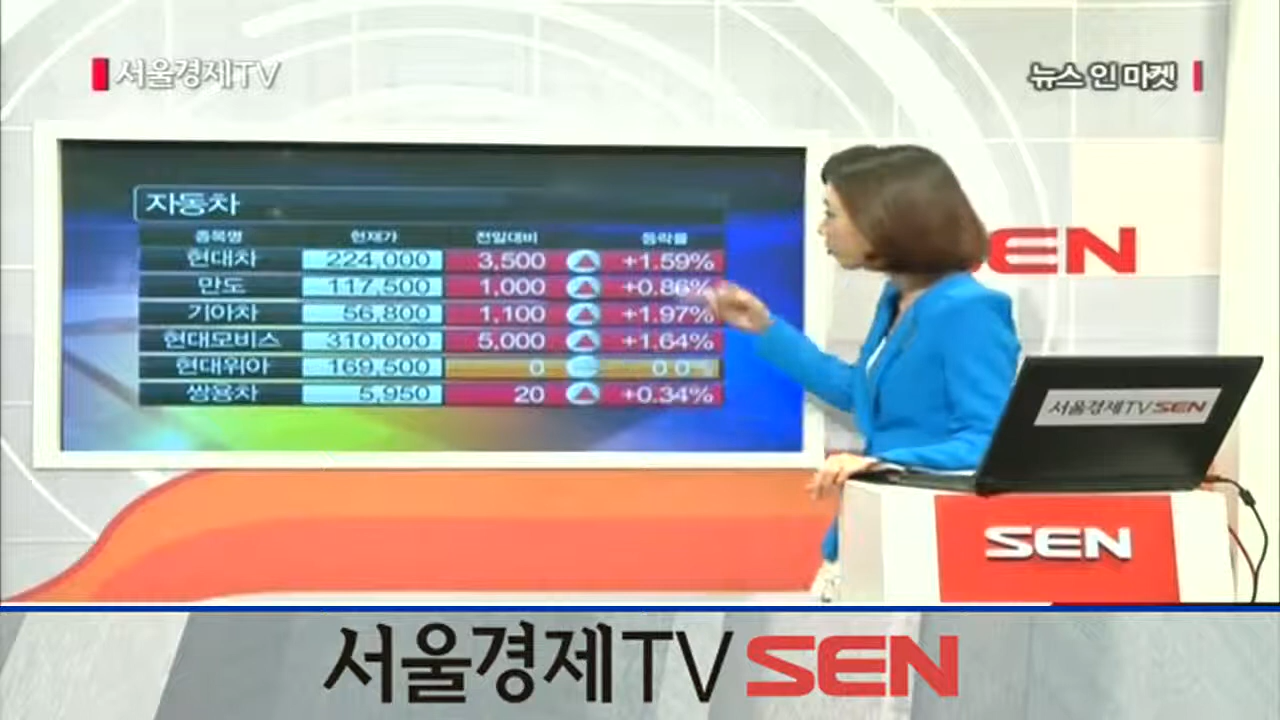 서울경제TV
뉴스 인 마켓
자동차
종목명 현재가 전일대비 등락률
현대차 224,000 3,500 +1.59%
만도 117,500 1,000 +0.86%
기아차 56,800 1,100 +1.97%
현대모비스 310,000 5,000 +1.64%
현대위아 169,500 0 0.0%
쌍용차 5,950 20 +0.34%
SEN
서울경제TV SEN
SEN
서울경제TV SEN